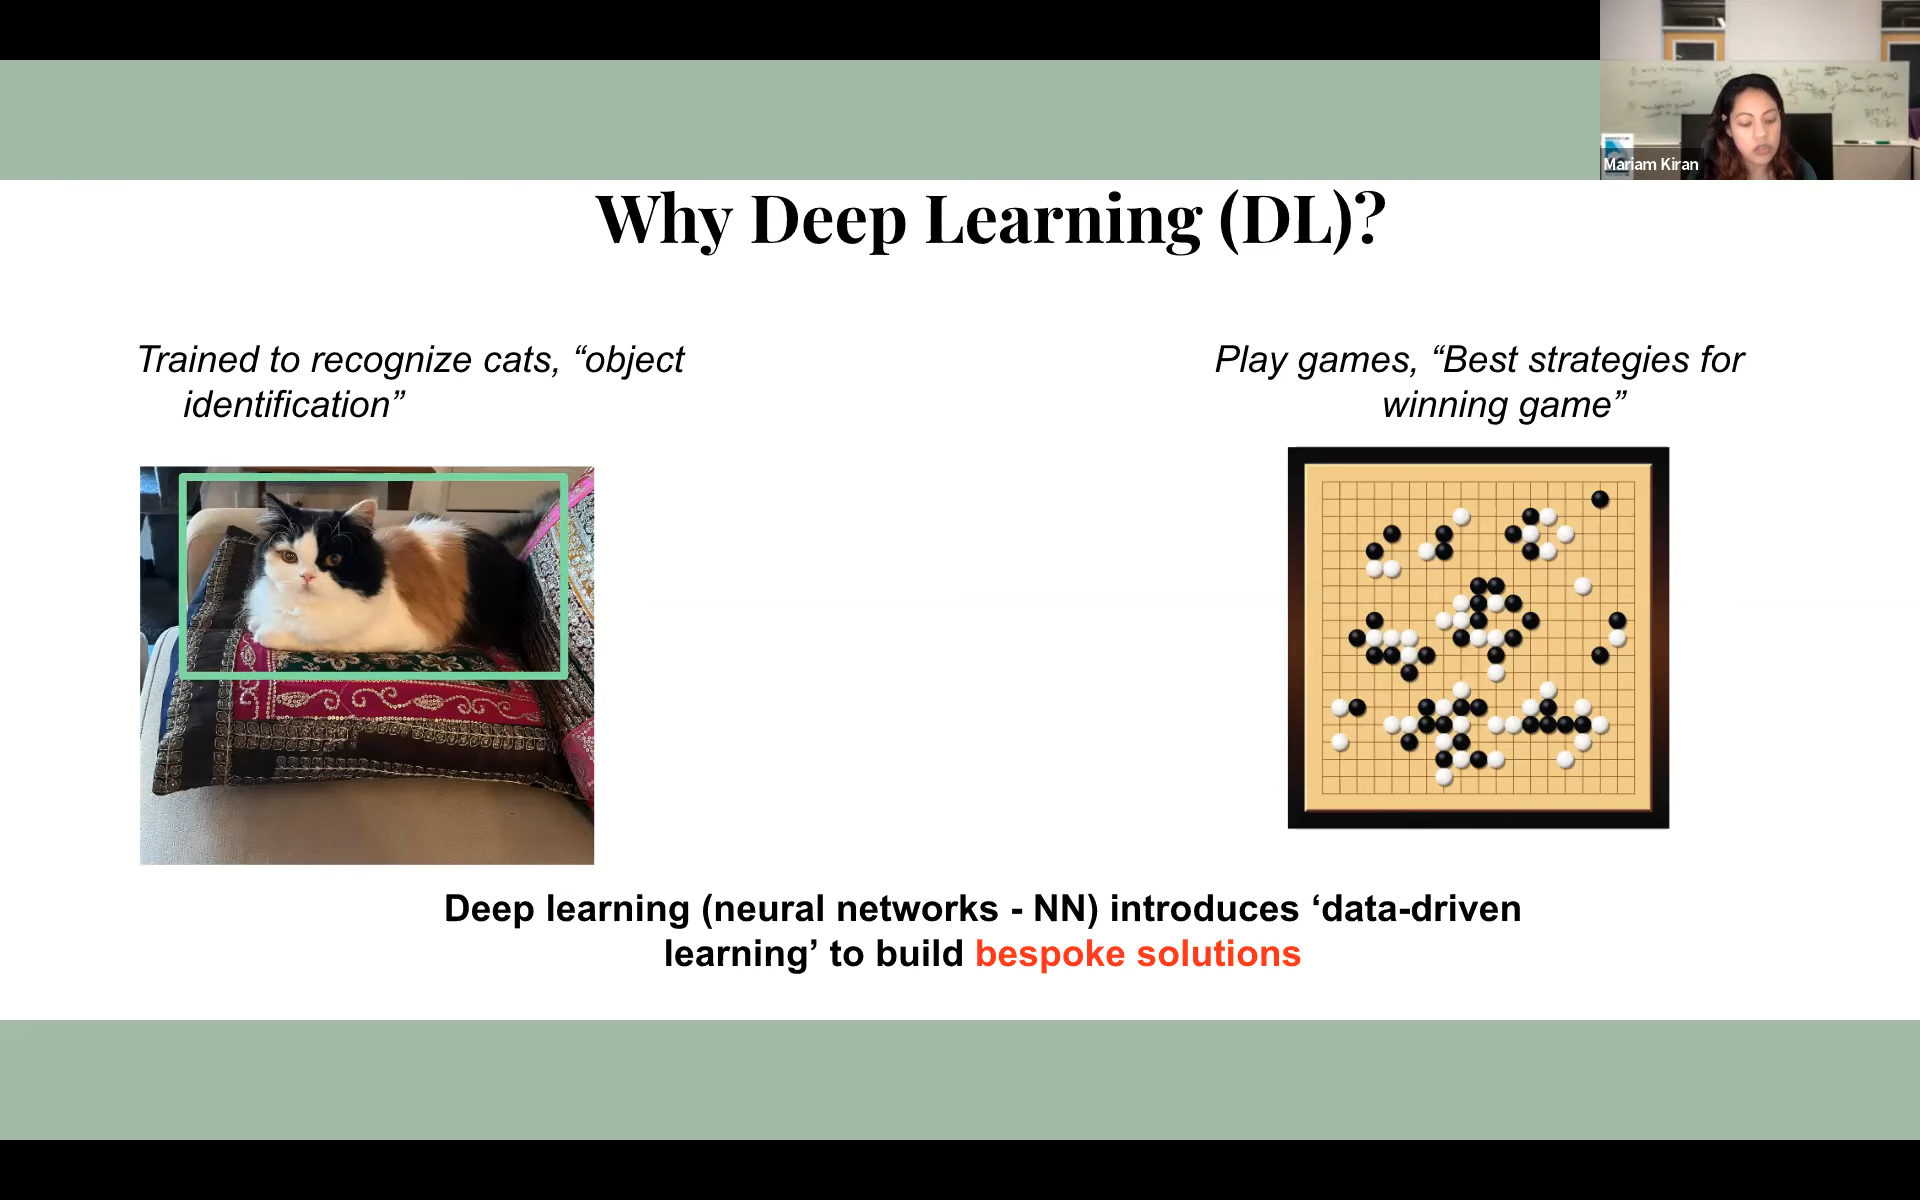 Mariam Kiran
Why Deep Learning (DL)?
Trained to recognize cats, “object
identification”
Play games, “Best strategies for
winning game”
Deep learning (neural networks - NN) introduces ‘data-driven
learning’ to build bespoke solutions